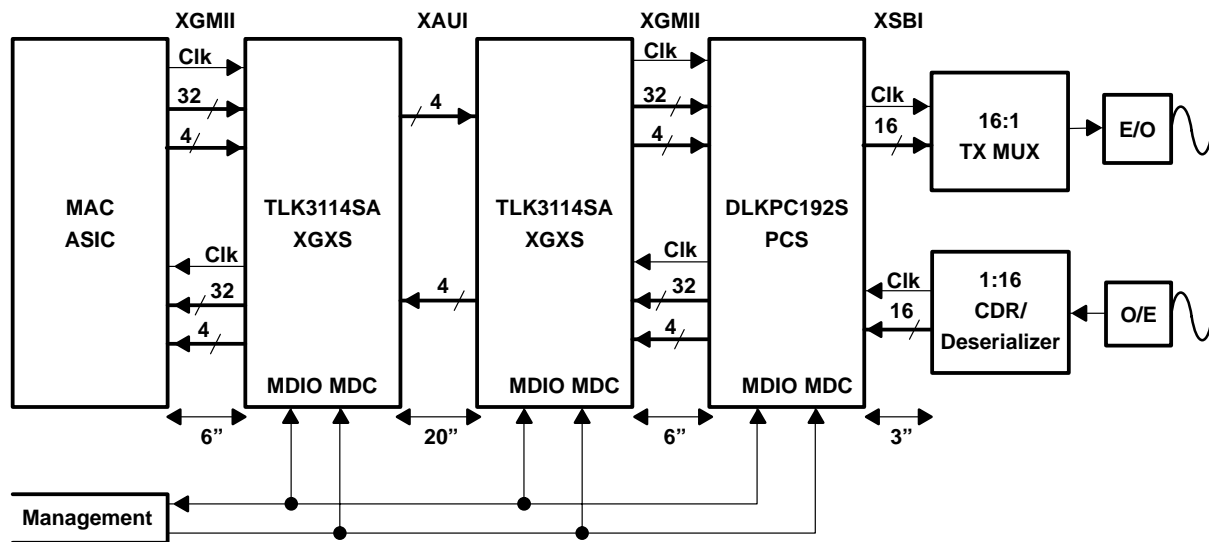 XGMII XAUI XGMII XSBI
Clk Clk
32 4 32 Clk
4 4 16
16:1
TX MUX
E/O
MAC
ASIC
TLK3114SA
XGXS
TLK3114SA
XGXS
DLKPC192S
PCS
Clk Clk Clk
32 4 32 16
4 4
1:16
CDR/
Deserializer
O/E
MDIO MDC MDIO MDC MDIO MDC
6” 20” 6” 3”
Management